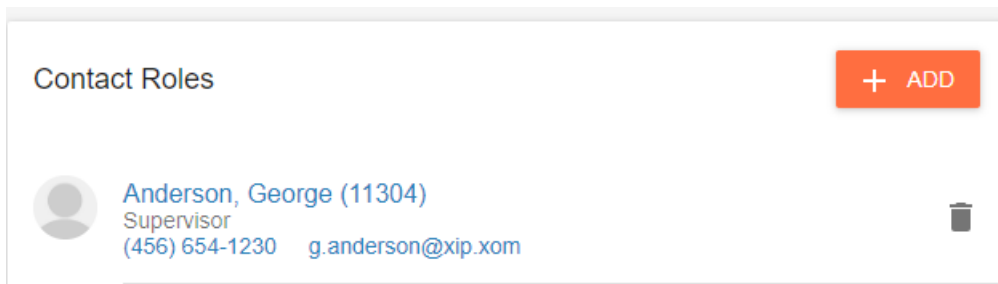 Contact Roles
+ ADD
Anderson, George (11304)
Supervisor
(456) 654-1230 g.anderson@xip.xom